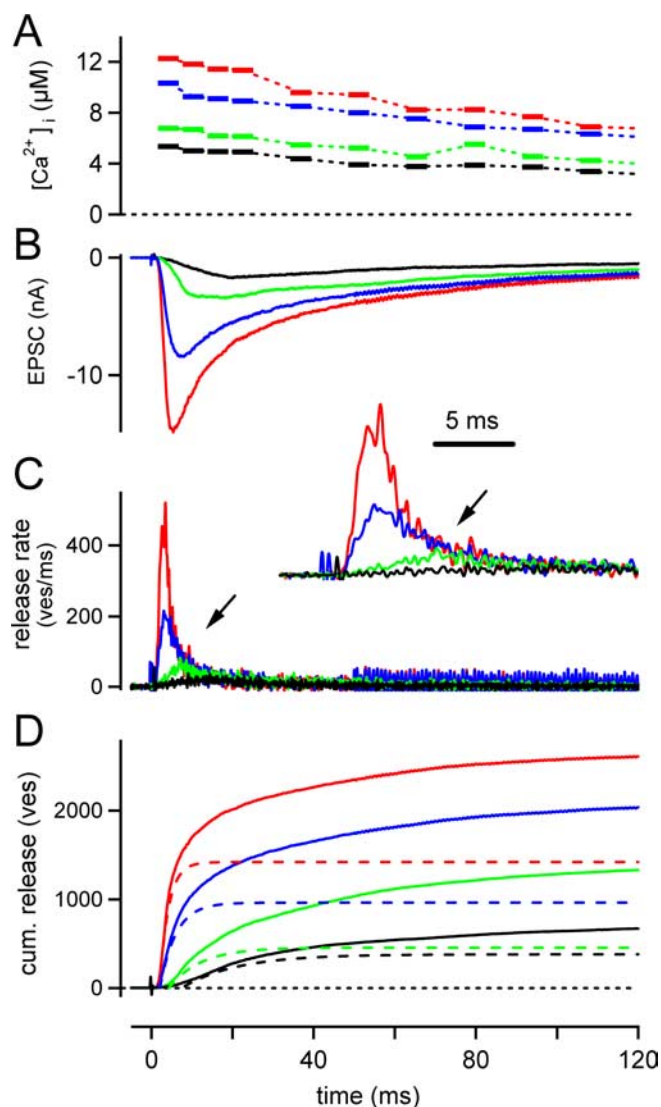 A
12
8
4
0
[Ca2+]i (µM)
B
0
-10
EPSC (nA)
5 ms
C
400
200
0
release rate
(ves/ms)
D
2000
1000
0
cum. release (ves)
0
40
80
120
time (ms)